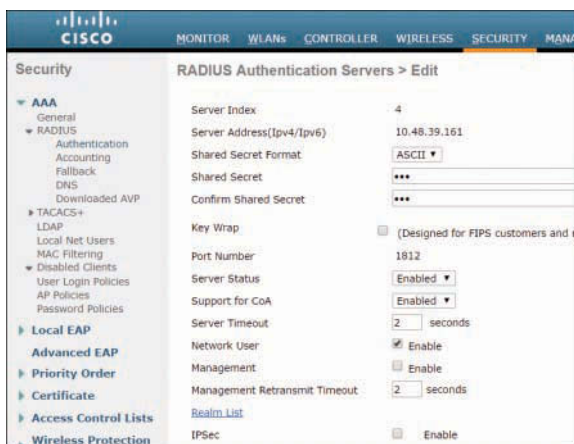 CISCO
MONITOR WLANs CONTROLLER WIRELESS SECURITY MANA
Security
AAA
General
RADIUS
Authentication
Accounting
Fallback
DNS
Downloaded AVP
TACACS+
LDAP
Local Net Users
MAC Filtering
Disabled Clients
User Login Policies
AP Policies
Password Policies
Local EAP
Advanced EAP
Priority Order
Certificate
Access Control Lists
Wireless Protection
RADIUS Authentication Servers > Edit
Server Index 4
Server Address(Ipv4/Ipv6) 10.48.39.161
Shared Secret Format ASCII
Shared Secret •••
Confirm Shared Secret •••
Key Wrap (Designed for FIPS customers and r
Port Number 1812
Server Status Enabled
Support for CoA Enabled
Server Timeout 2 seconds
Network User Enable
Management Enable
Management Retransmit Timeout 2 seconds
Realm List
IPSec Enable